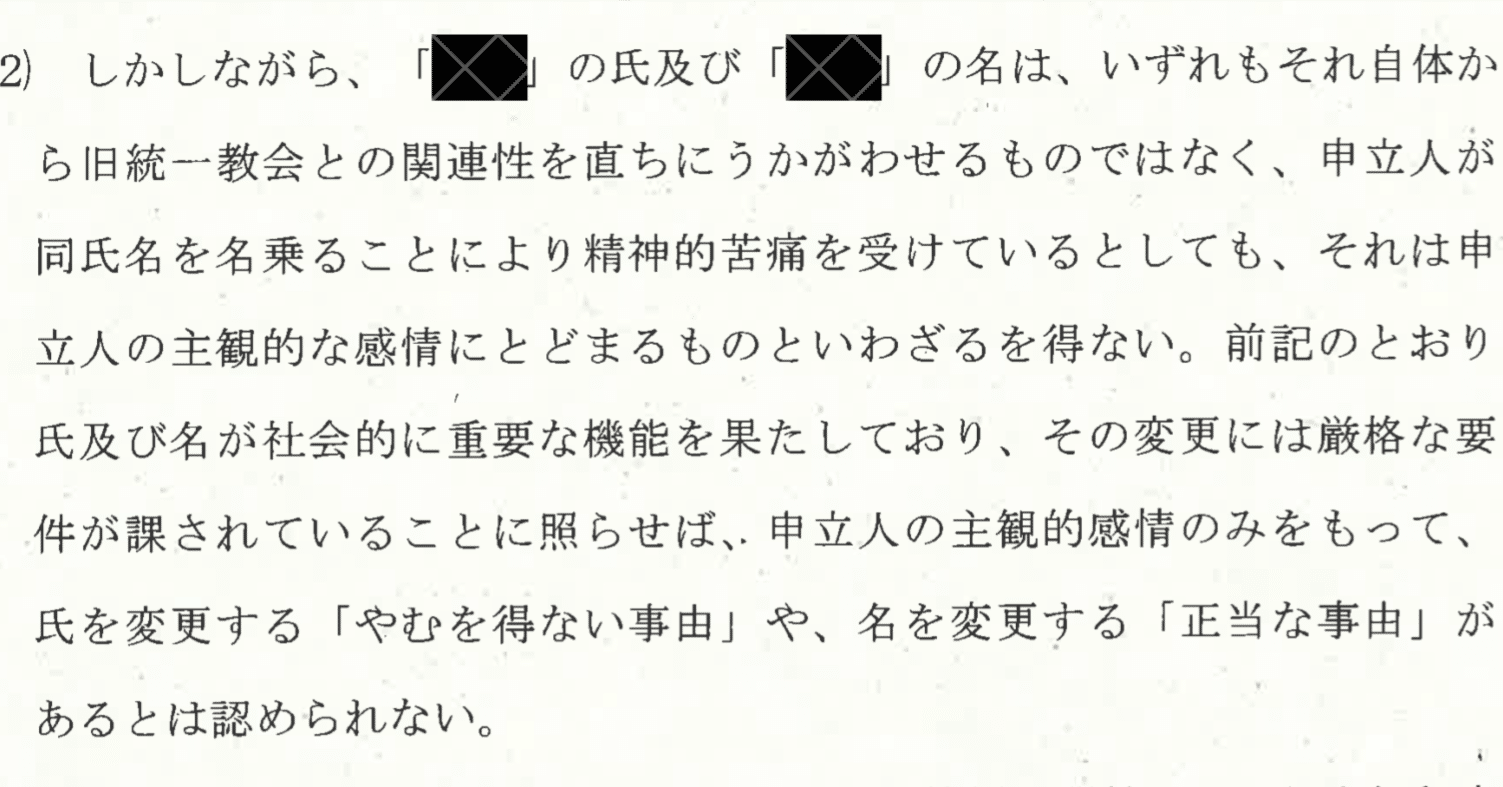 2) しかしながら、「」の氏及び「」の名は、いずれもそれ自体か
ら旧統一教会との関連性を直ちにうかがわせるものではなく、申立人が
同氏名を名乗ることにより精神的苦痛を受けているとしても、それは申
立人の主観的な感情にとどまるものといわざるを得ない。前記のとおり
氏及び名が社会的に重要な機能を果たしており、その変更には厳格な要
件が課されていることに照らせば、申立人の主観的感情のみをもって、
氏を変更する「やむを得ない事由」や、名を変更する「正当な事由」が
あるとは認められない。